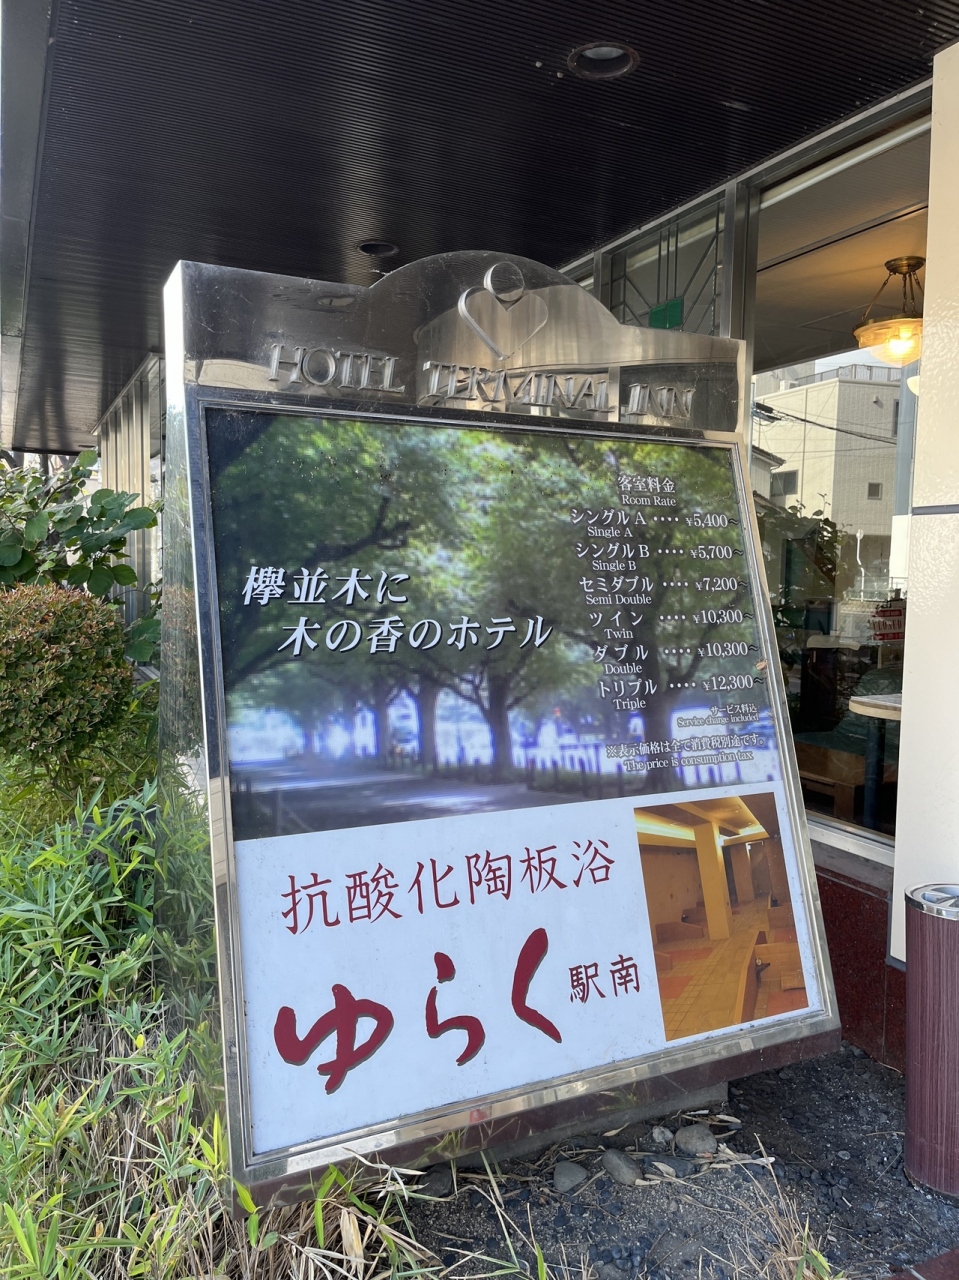 HOTEL TERMINAL INN
欅並木に
木の香のホテル
客室料金
Room Rate
シングルA ···· ¥5,400~
Single A
シングルB ···· ¥5,700~
Single B
セミダブル ···· ¥7,200~
Semi Double
ツイン ···· ¥10,300~
Twin
ダブル ···· ¥10,300~
Double
トリプル ···· ¥12,300~
Triple
サービス料込
Service charge included
※表示価格は全て消費税別途です。
The price is consumption tax
抗酸化陶板浴
ゆらく 駅南